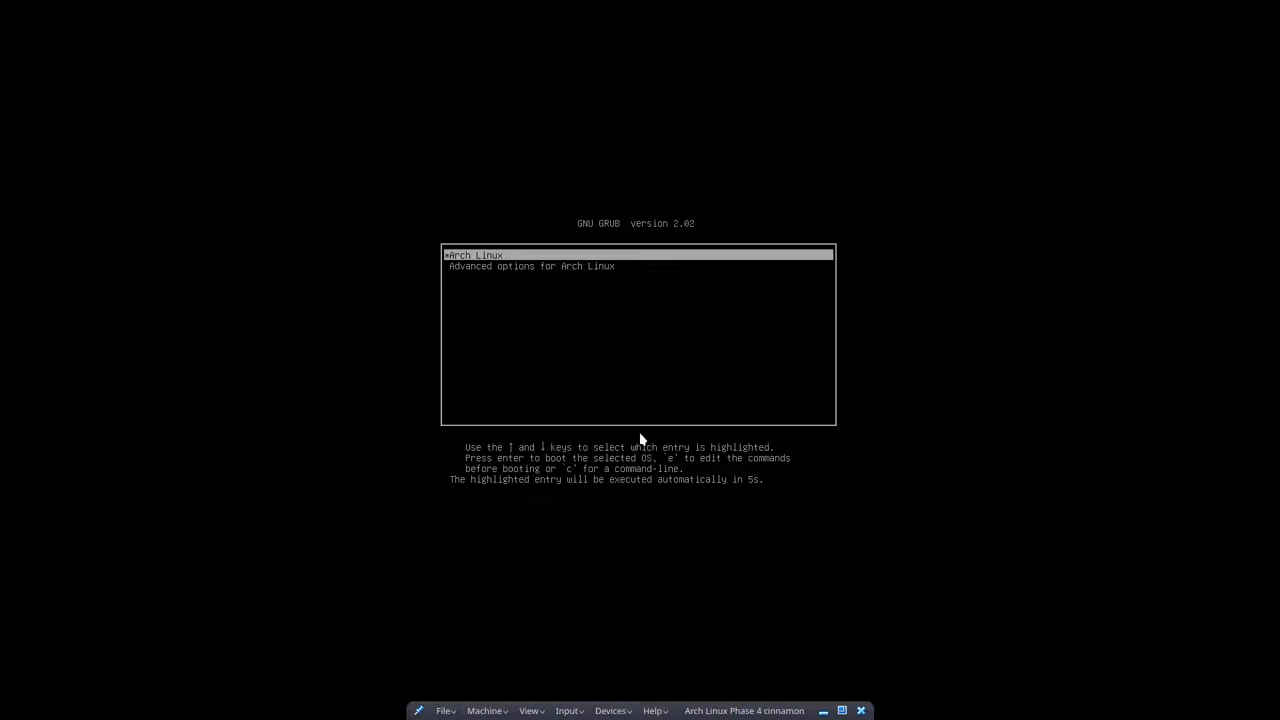 GNU GRUB  version 2.02
*Arch Linux
Advanced options for Arch Linux
Use the ↑ and ↓ keys to select which entry is highlighted.
Press enter to boot the selected OS, `e' to edit the commands
before booting or `c' for a command-line.
The highlighted entry will be executed automatically in 5s.
File Machine View Input Devices Help Arch Linux Phase 4 cinnamon